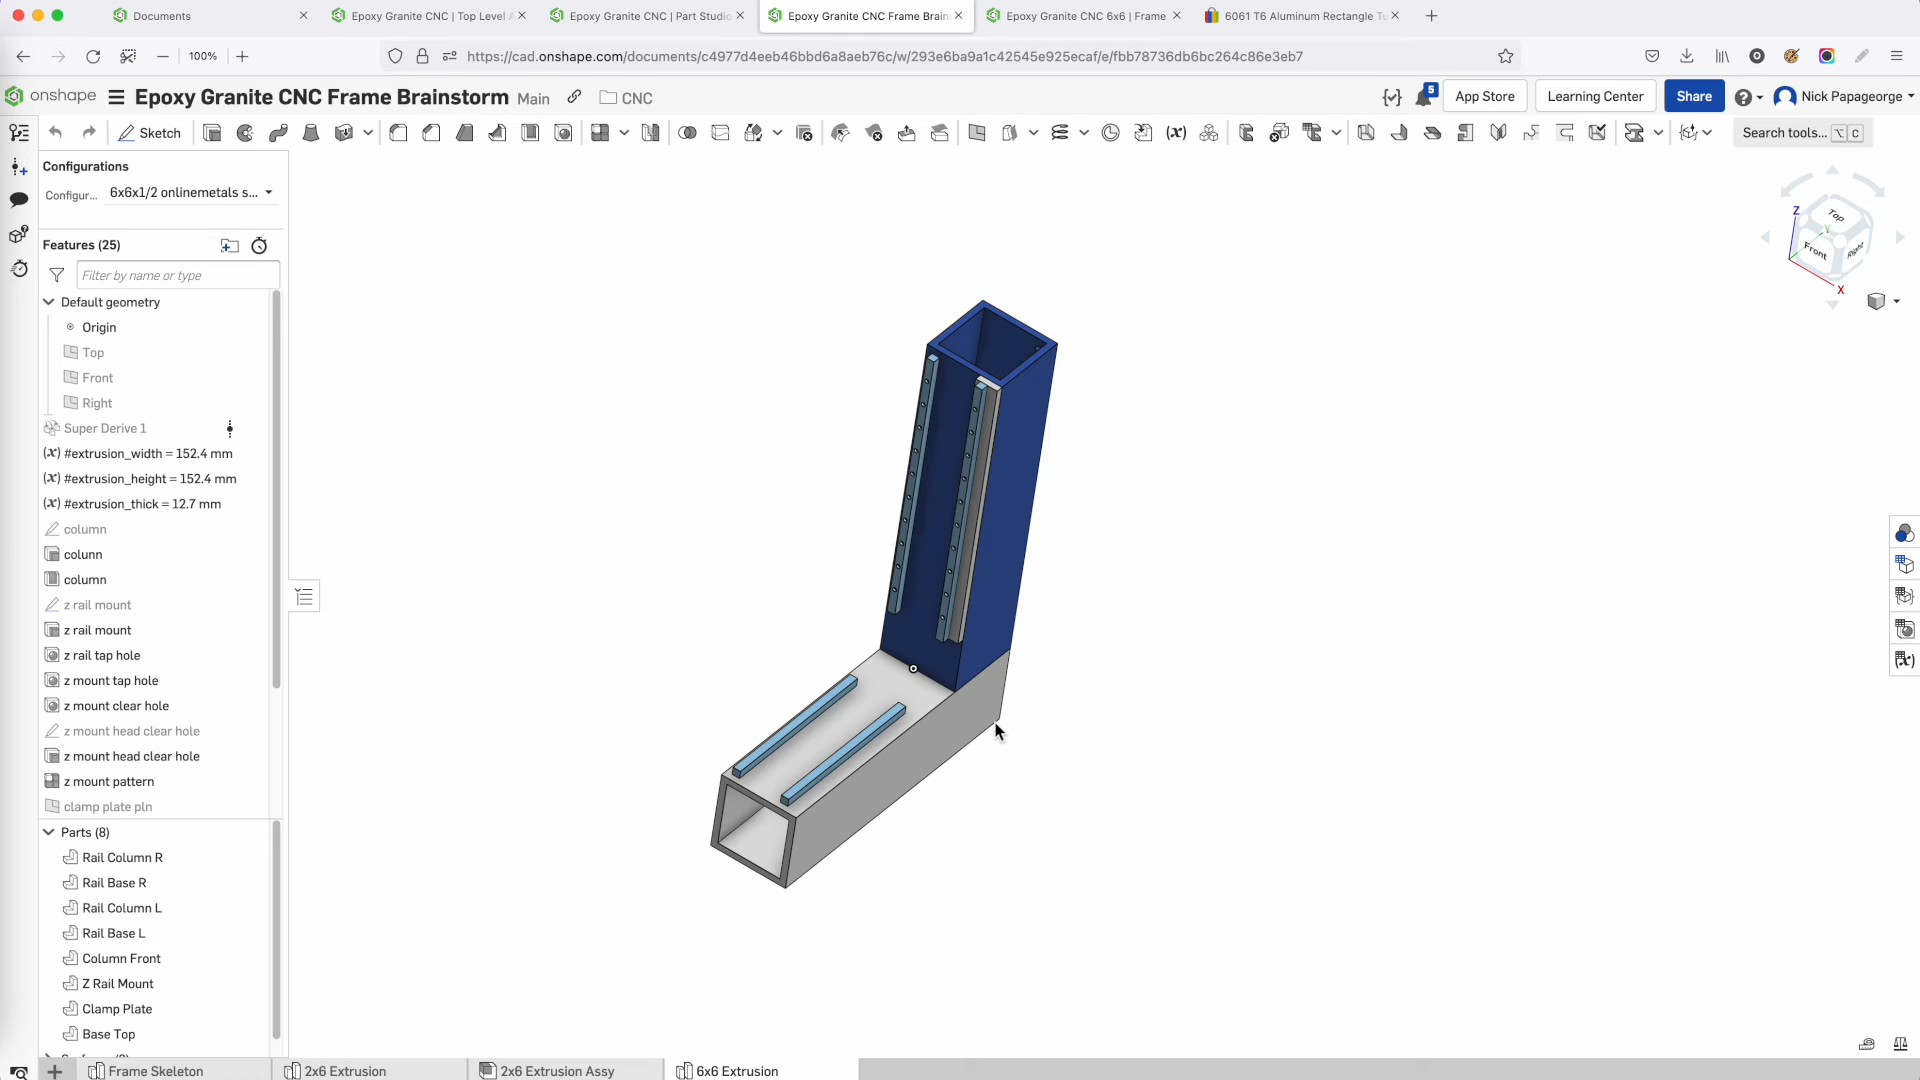 Documents
Epoxy Granite CNC | Top Level A
Epoxy Granite CNC | Part Studio
Epoxy Granite CNC Frame Brain
Epoxy Granite CNC 6x6 | Frame
6061 T6 Aluminum Rectangle Tu
100%
https://cad.onshape.com/documents/c4977d4eeb46bbd6a8aeb76c/w/293e6ba9a1c42545e925ecaf/e/fbb78736db6bc264c86e3eb7
onshape
Epoxy Granite CNC Frame Brainstorm
Main
CNC
5
App Store
Learning Center
Share
Nick Papageorge
Sketch
Search tools...
⌥ C
Configurations
Configur...
6x6x1/2 onlinemetals s...
Features (25)
Filter by name or type
Default geometry
Origin
Top
Front
Right
Super Derive 1
(x) #extrusion_width = 152.4 mm
(x) #extrusion_height = 152.4 mm
(x) #extrusion_thick = 12.7 mm
column
colunn
column
z rail mount
z rail mount
z rail tap hole
z mount tap hole
z mount clear hole
z mount head clear hole
z mount head clear hole
z mount pattern
clamp plate pln
Parts (8)
Rail Column R
Rail Base R
Rail Column L
Rail Base L
Column Front
Z Rail Mount
Clamp Plate
Base Top
Z
Top
Y
Front
Right
X
Frame Skeleton
2x6 Extrusion
2x6 Extrusion Assy
6x6 Extrusion